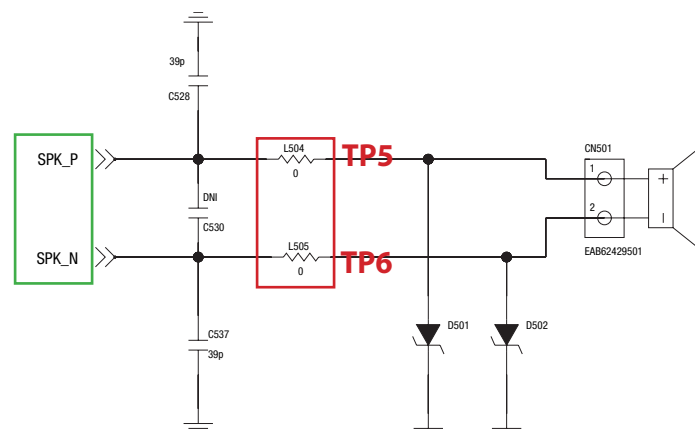 39p
C528
SPK_P
L504
0
TP5
CN501
1
+
DNI
C530
2
−
SPK_N
L505
0
TP6
EAB62429501
C537
39p
D501
D502